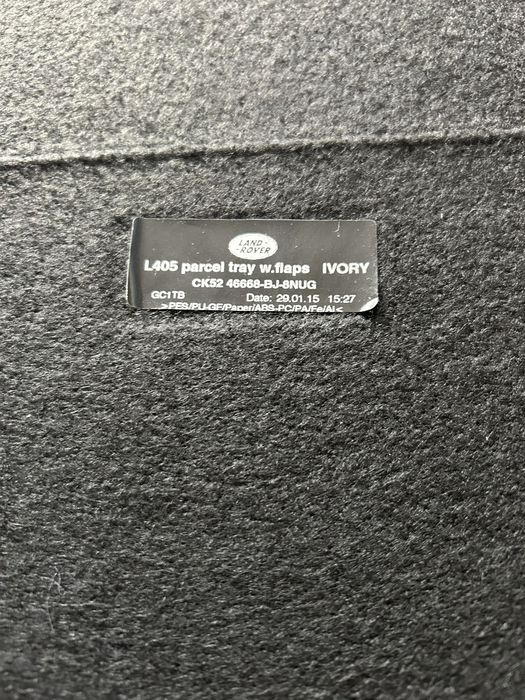 LAND-
-ROVER
L405 parcel tray w.flaps IVORY
CK52 46668-BJ-8NUG
GC1TB Date: 29.01.15 15:27
>PES/PU-GF/Paper/ABS-PC/PA/Fe/Al<